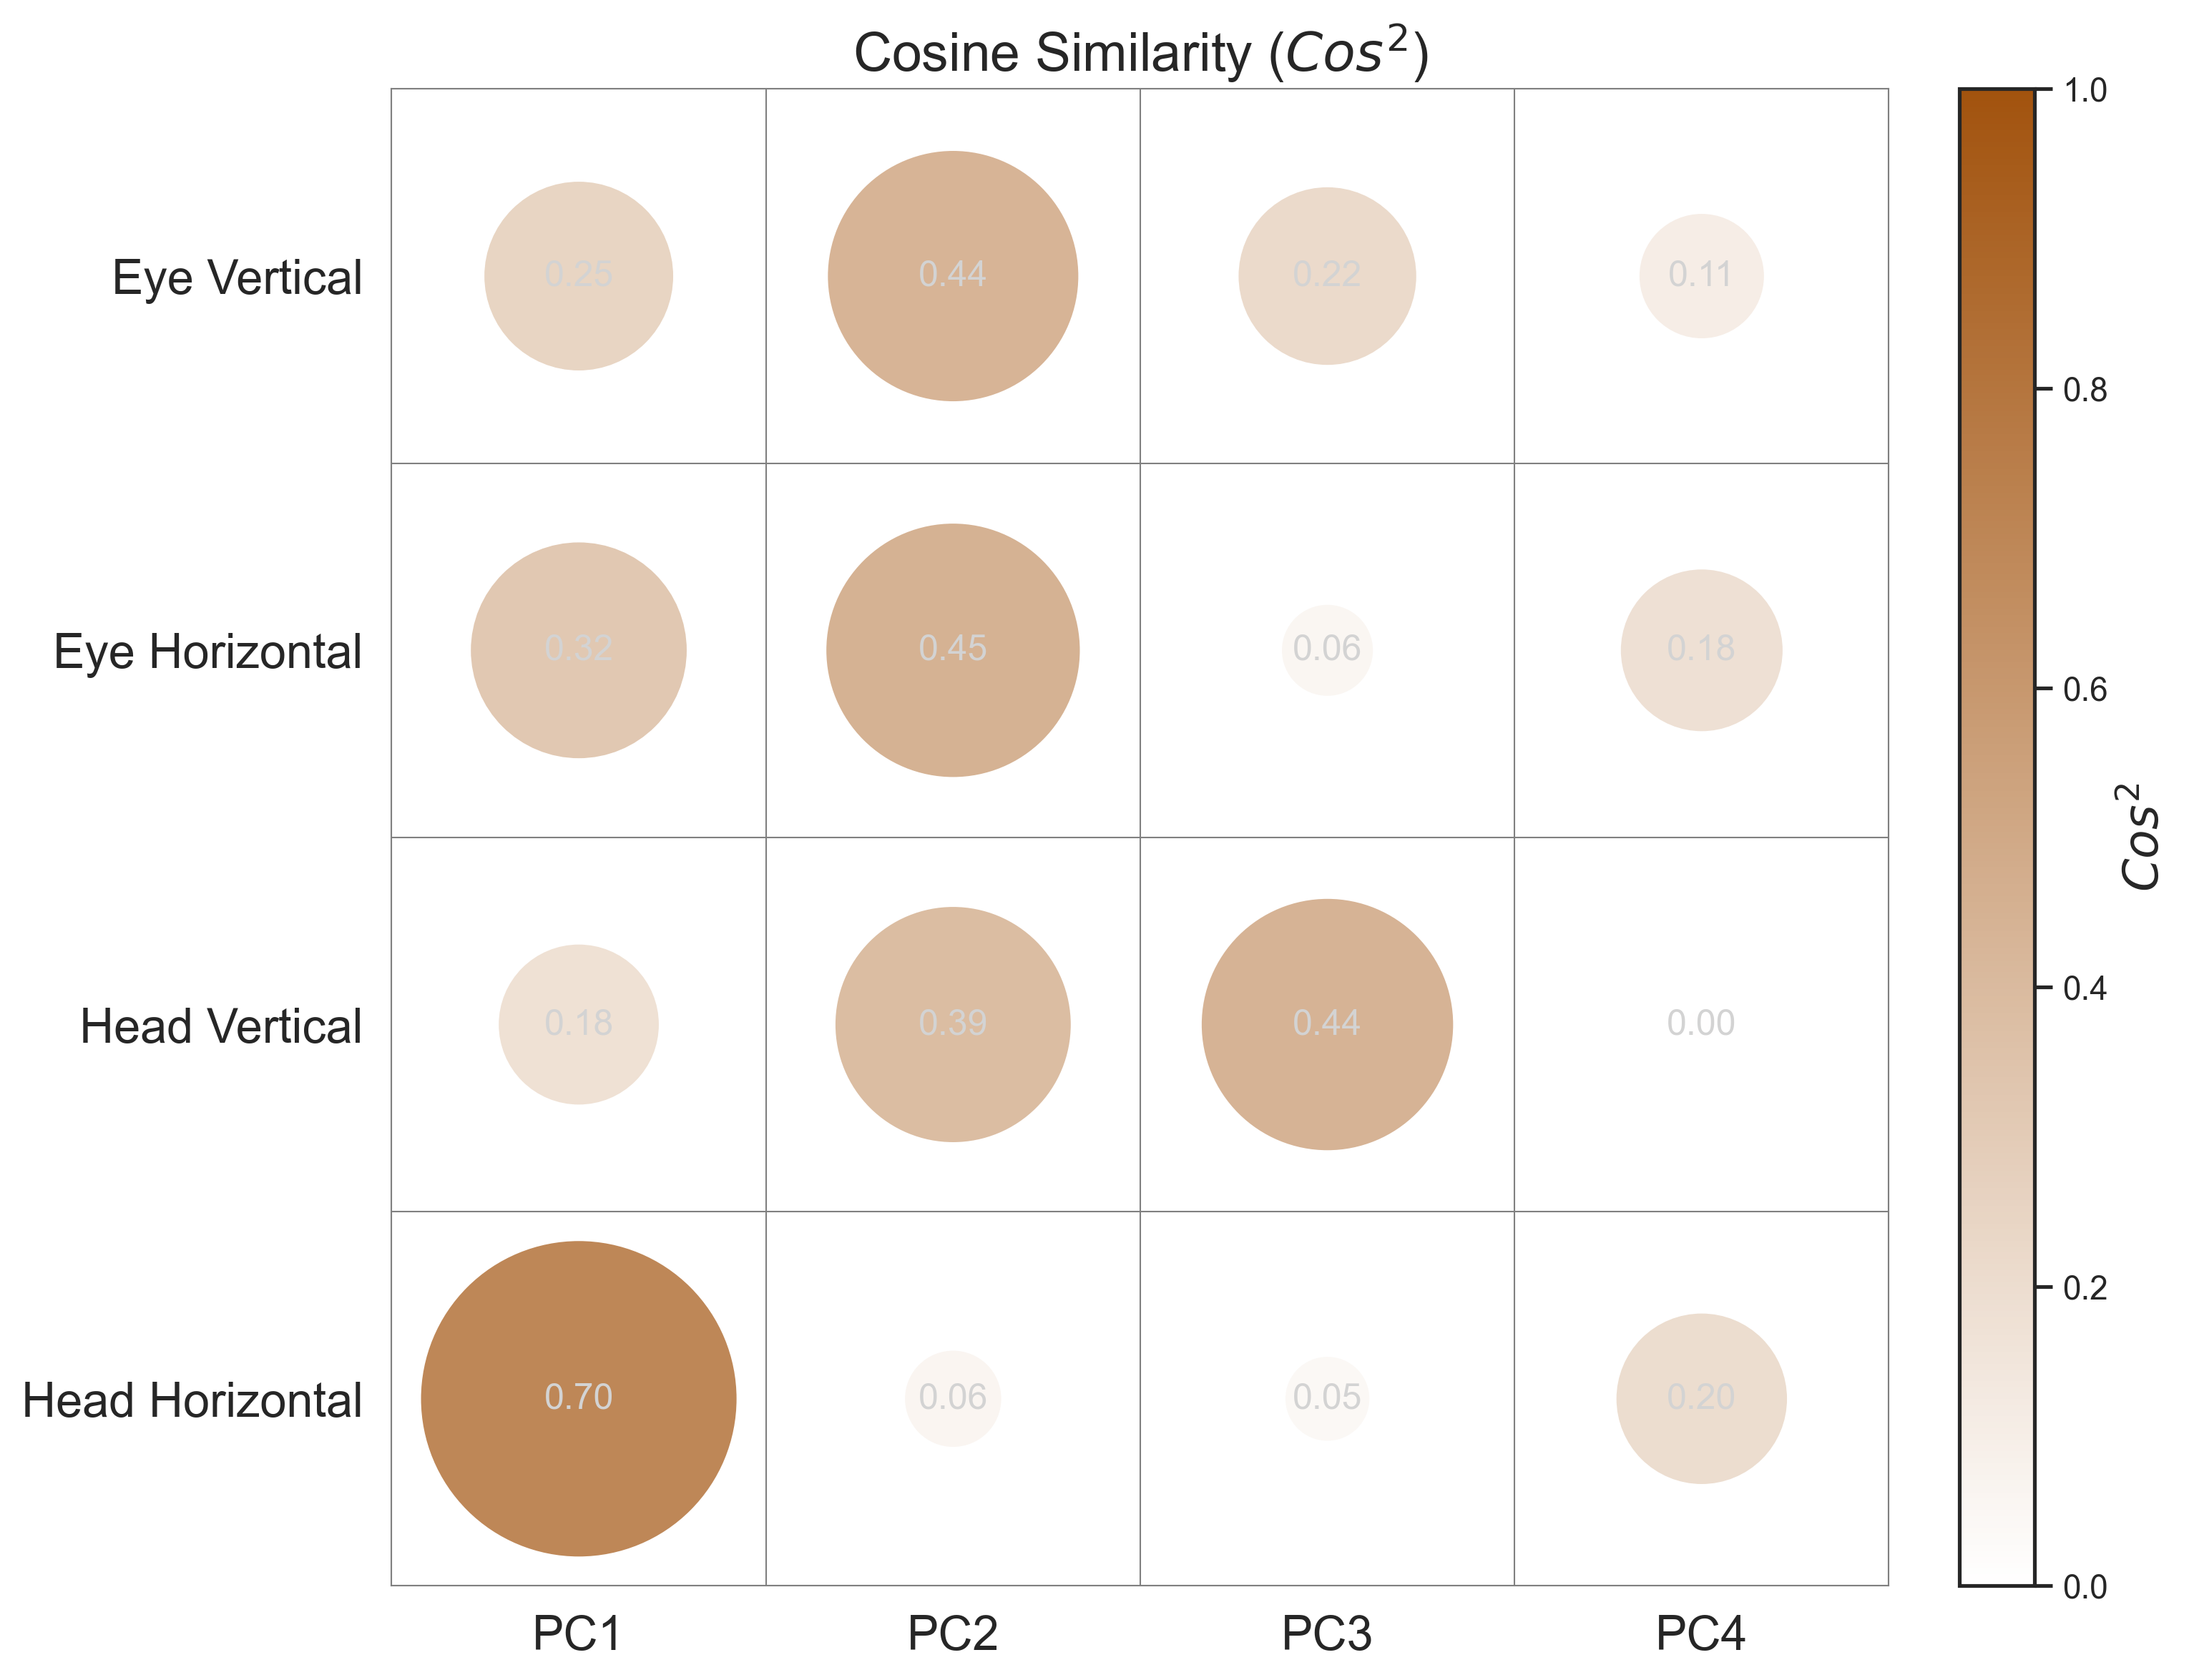 Cosine Similarity (Cos²)
Eye Vertical
0.25 0.44 0.22 0.11
Eye Horizontal
0.32 0.45 0.06 0.18
Head Vertical
0.18 0.39 0.44 0.00
Head Horizontal
0.70 0.06 0.05 0.20
PC1 PC2 PC3 PC4
1.0
0.8
0.6
0.4
0.2
0.0
Cos²